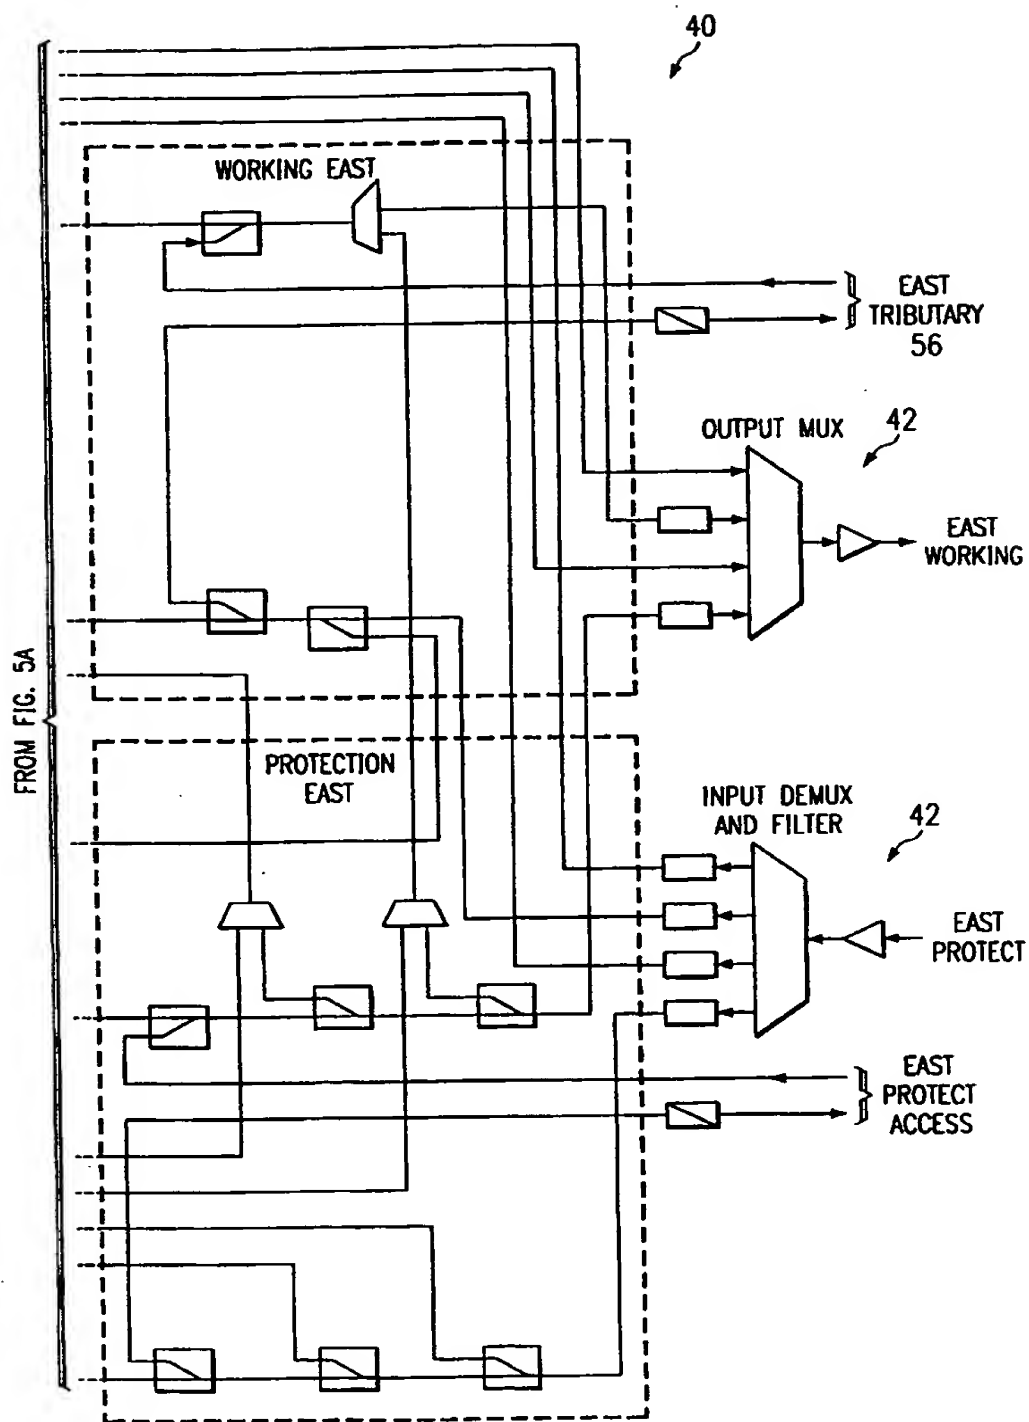 40
WORKING EAST
EAST
TRIBUTARY
56
OUTPUT MUX
42
EAST
WORKING
FROM FIG. 5A
PROTECTION
EAST
INPUT DEMUX
AND FILTER
42
EAST
PROTECT
EAST
PROTECT
ACCESS